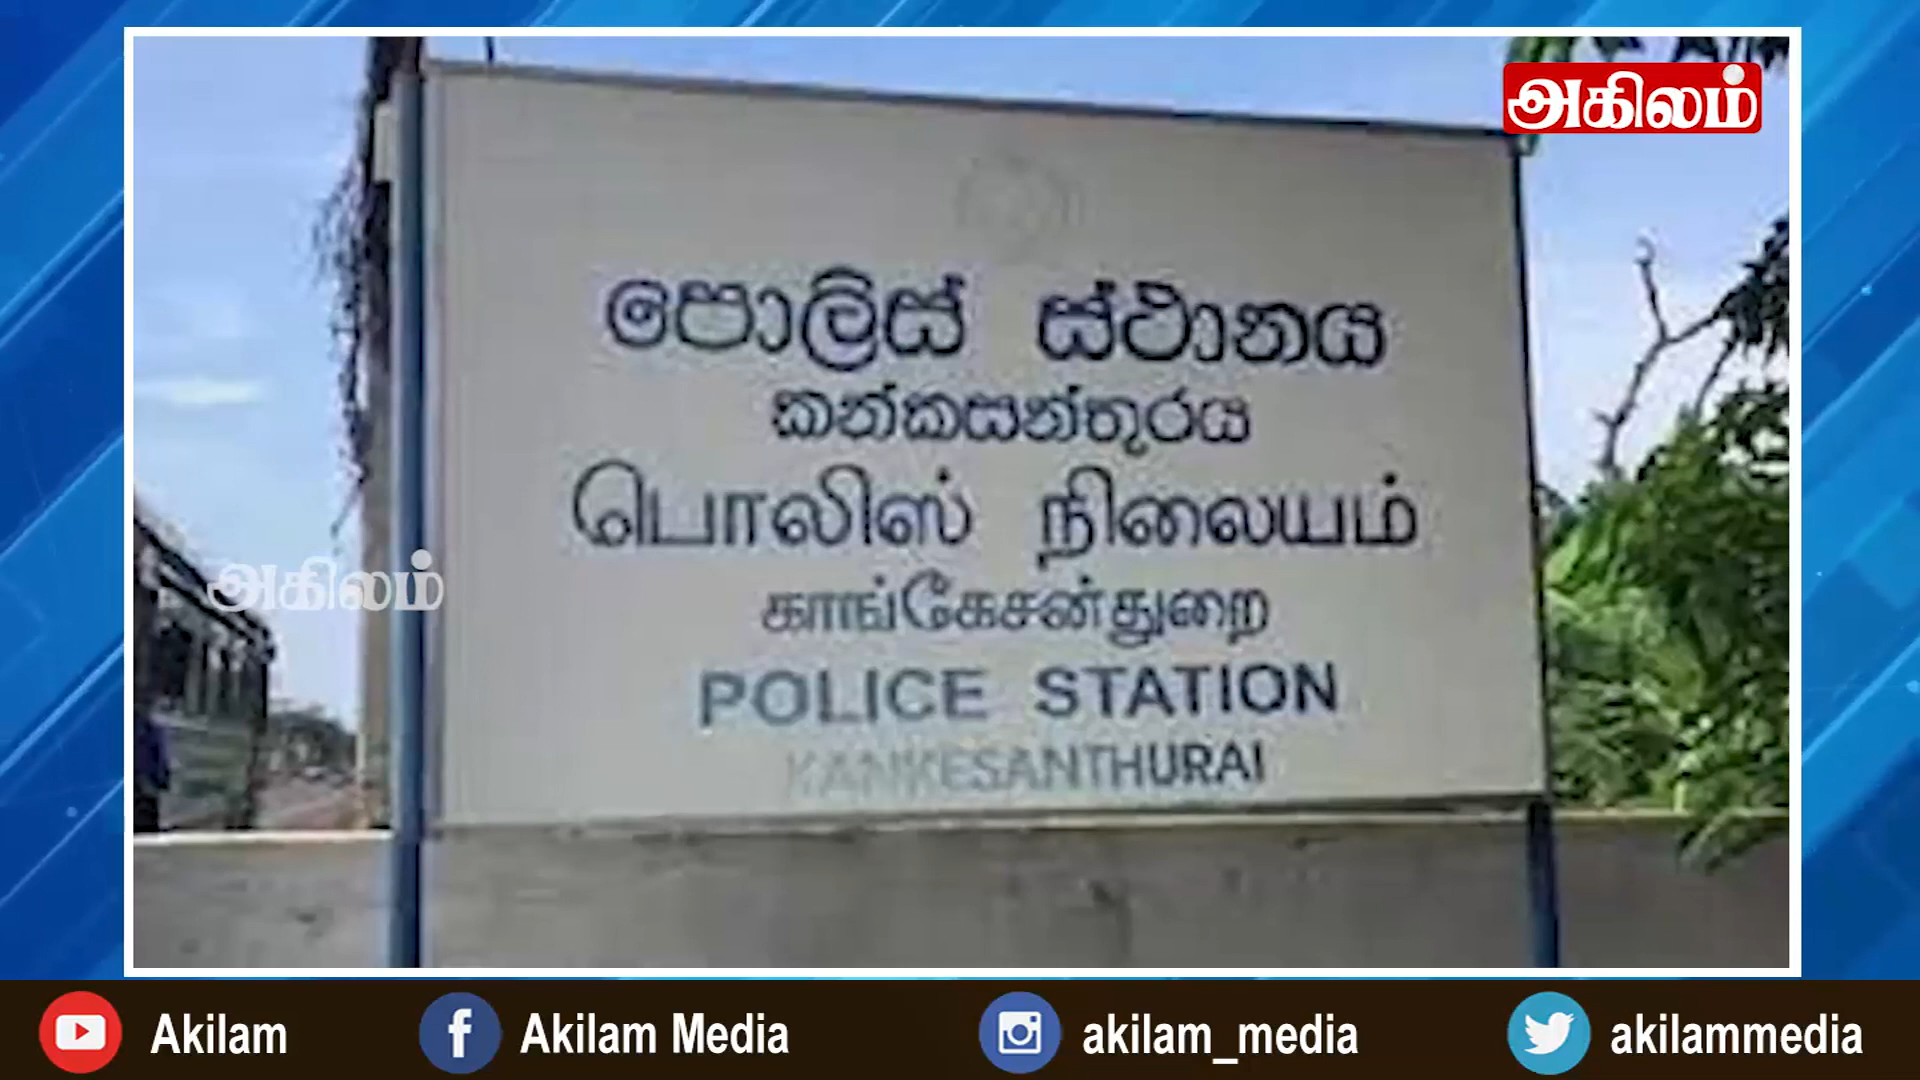 அகிலம்
පොලිස් ස්ථානය
කන්කසන්තුරය
பொலிஸ் நிலையம்
அகிலம்
காங்கேசன்துறை
POLICE STATION
KANKESANTHURAI
Akilam
Akilam Media
akilam_media
akilammedia